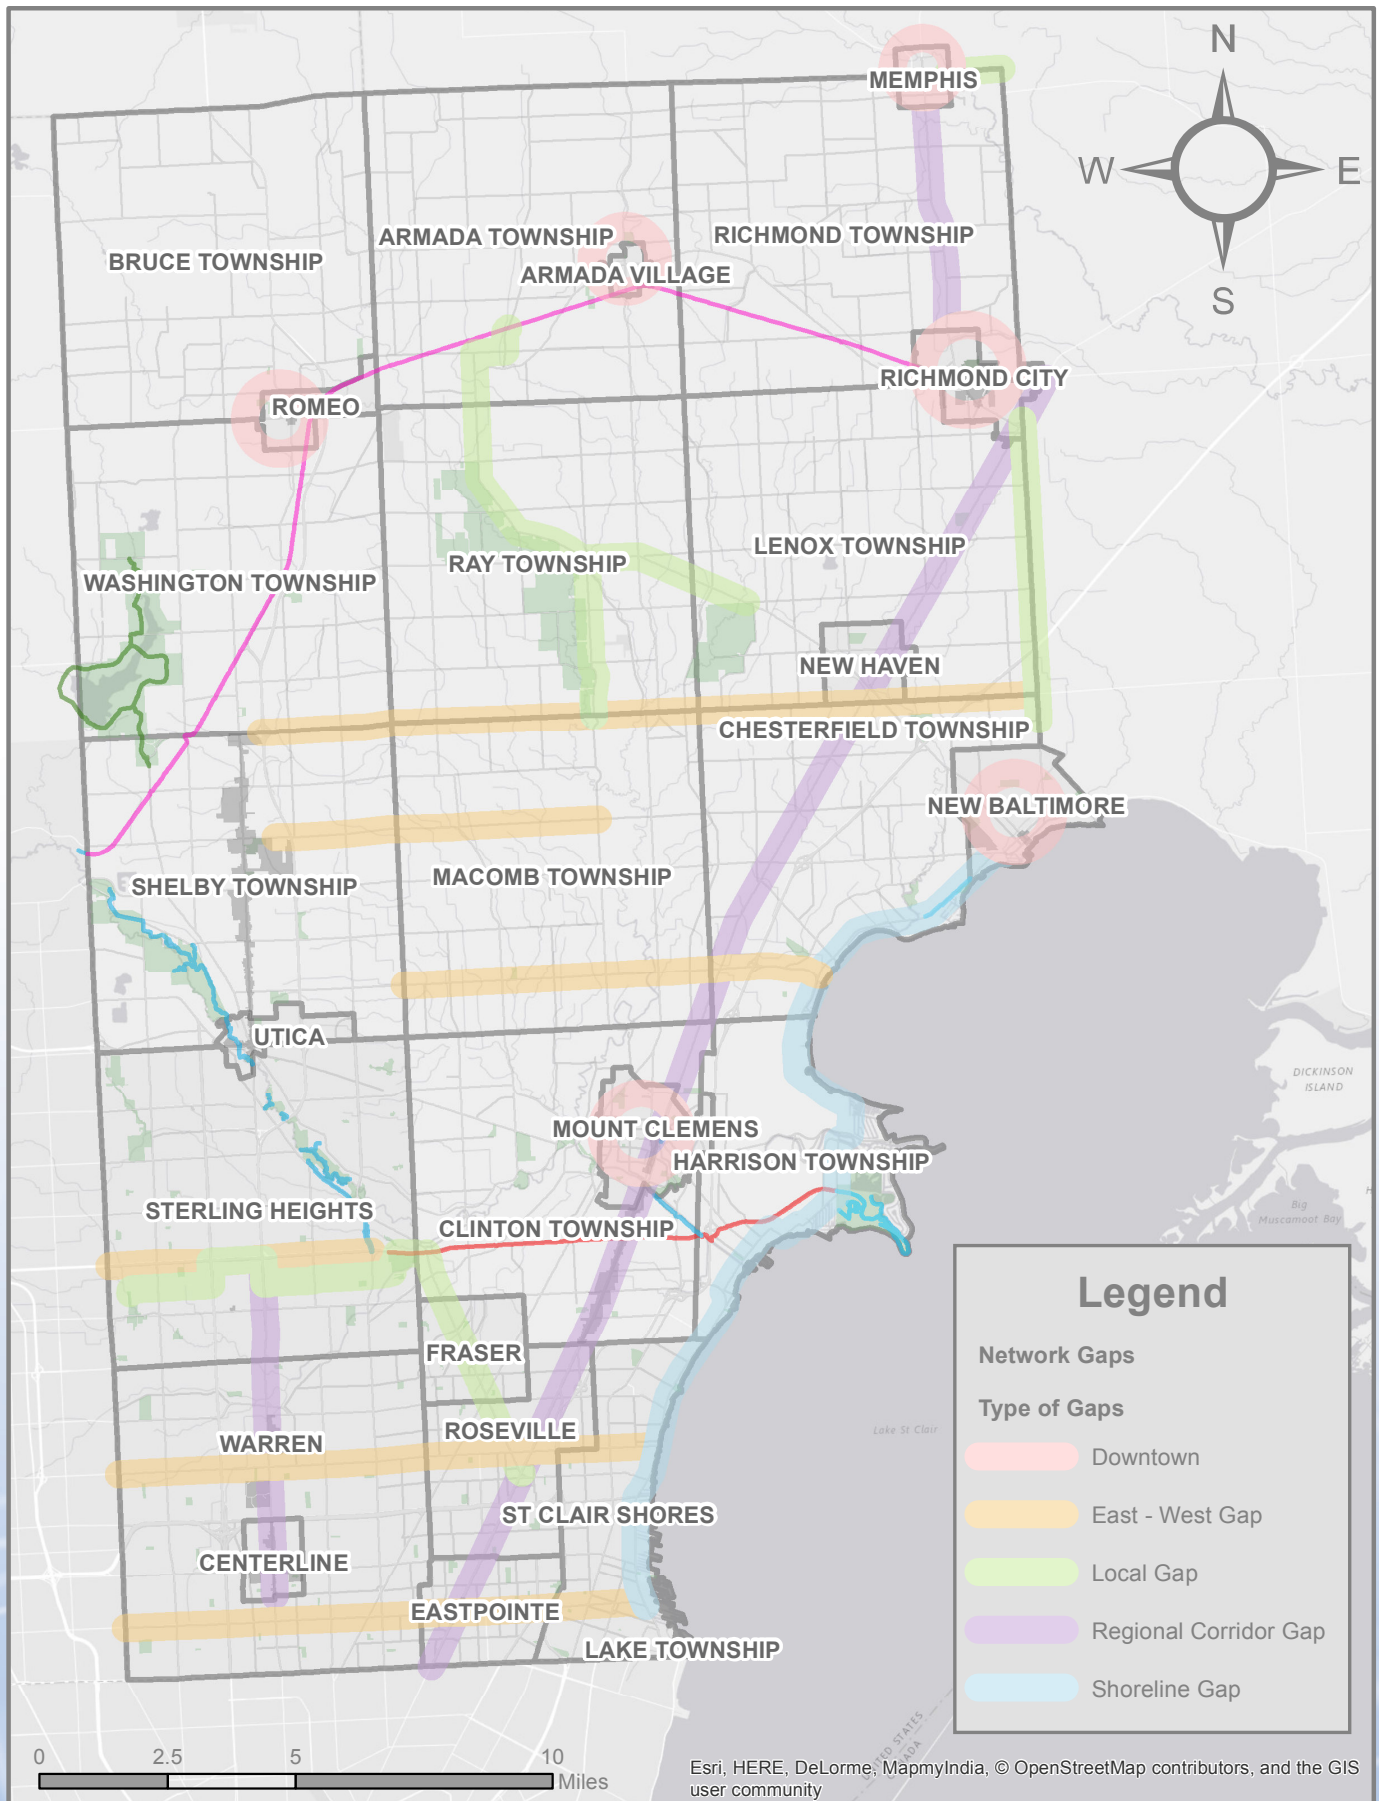 N
MEMPHIS
W
E
ARMADA TOWNSHIP
RICHMOND TOWNSHIP
BRUCE TOWNSHIP
ARMADA VILLAGE
S
RICHMOND CITY
ROMEO
LENOX TOWNSHIP
RAY TOWNSHIP
WASHINGTON TOWNSHIP
NEW HAVEN
CHESTERFIELD TOWNSHIP
NEW BALTIMORE
MACOMB TOWNSHIP
SHELBY TOWNSHIP
UTICA
DICKINSON
ISLAND
MOUNT CLEMENS
HARRISON TOWNSHIP
STERLING HEIGHTS
Big
Muscamoot Bay
CLINTON TOWNSHIP
Legend
FRASER
Network Gaps
Type of Gaps
ROSEVILLE
Lake St Clair
WARREN
Downtown
ST CLAIR SHORES
East - West Gap
CENTERLINE
Local Gap
EASTPOINTE
Regional Corridor Gap
LAKE TOWNSHIP
Shoreline Gap
UNITED STATES
CANADA
0 2.5 5 10
Miles
Esri, HERE, DeLorme, MapmyIndia, © OpenStreetMap contributors, and the GIS
user community